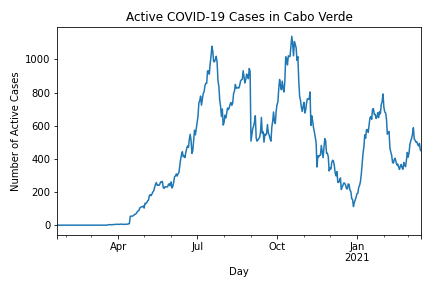 Active COVID-19 Cases in Cabo Verde
Number of Active Cases
1000
800
600
400
200
0
Apr
Jul
Oct
Jan
2021
Day